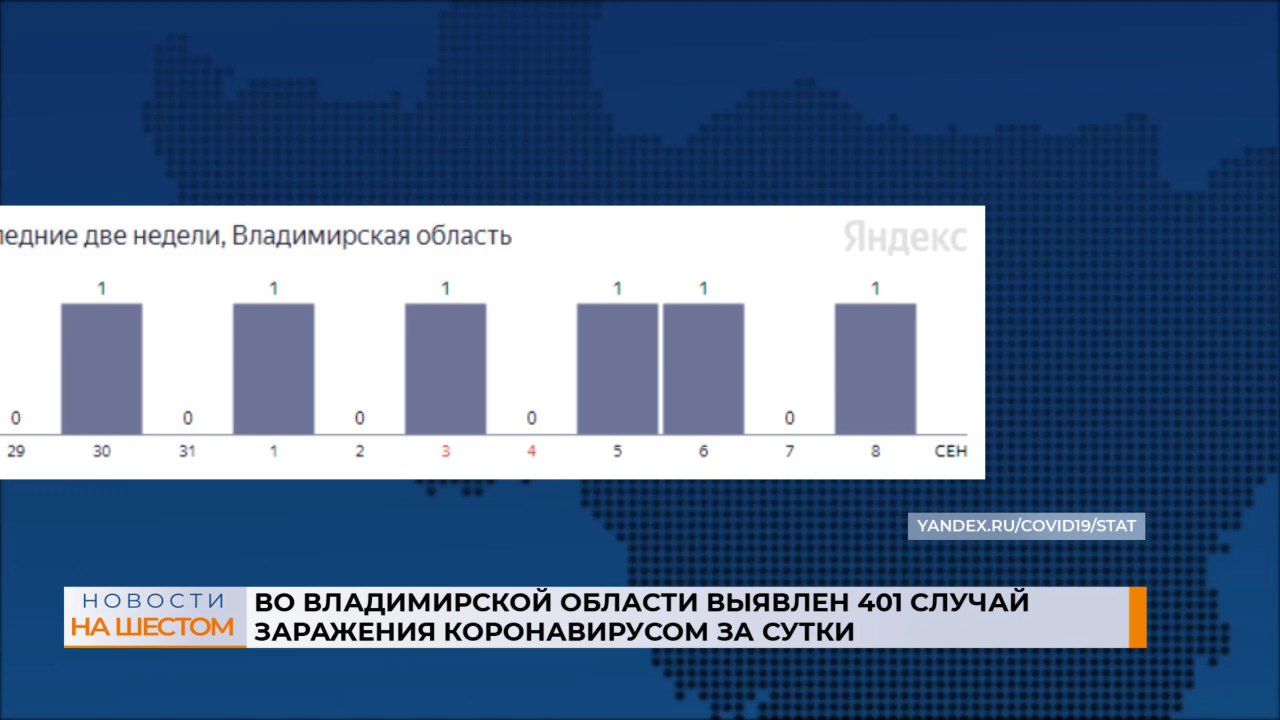 ледние две недели, Владимирская область
Яндекс
1 1 1 1 1 1
0 0 0 0 0
29 30 31 1 2 3 4 5 6 7 8 СЕН
YANDEX.RU/COVID19/STAT
НОВОСТИ
НА ШЕСТОМ
ВО ВЛАДИМИРСКОЙ ОБЛАСТИ ВЫЯВЛЕН 401 СЛУЧАЙ
ЗАРАЖЕНИЯ КОРОНАВИРУСОМ ЗА СУТКИ